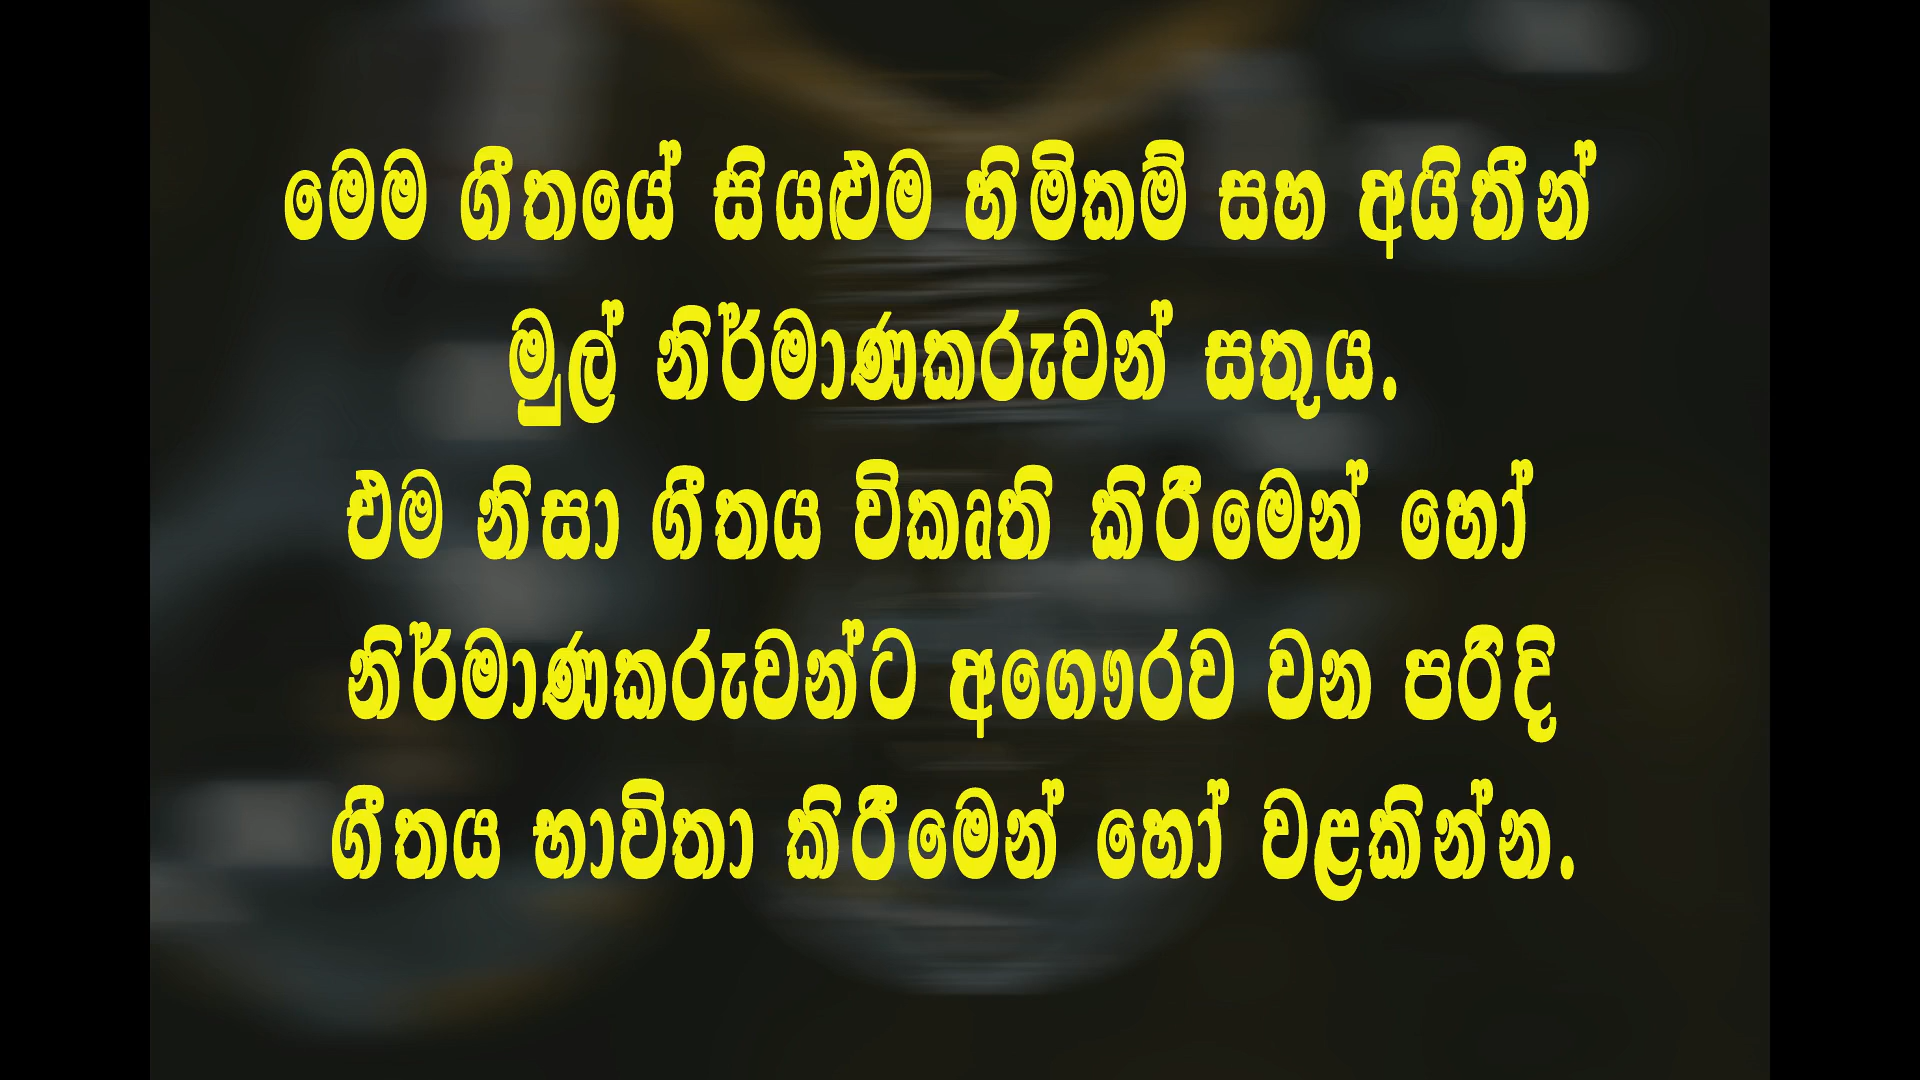 මෙම ගීතයේ සියළුම හිමිකම් සහ අයිතීන්
මුල් නිර්මාණකරුවන් සතුය.
එම නිසා ගීතය විකෘති කිරීමෙන් හෝ
නිර්මාණකරුවන්ට අගෞරව වන පරිදි
ගීතය භාවිතා කිරීමෙන් හෝ වළකින්න.